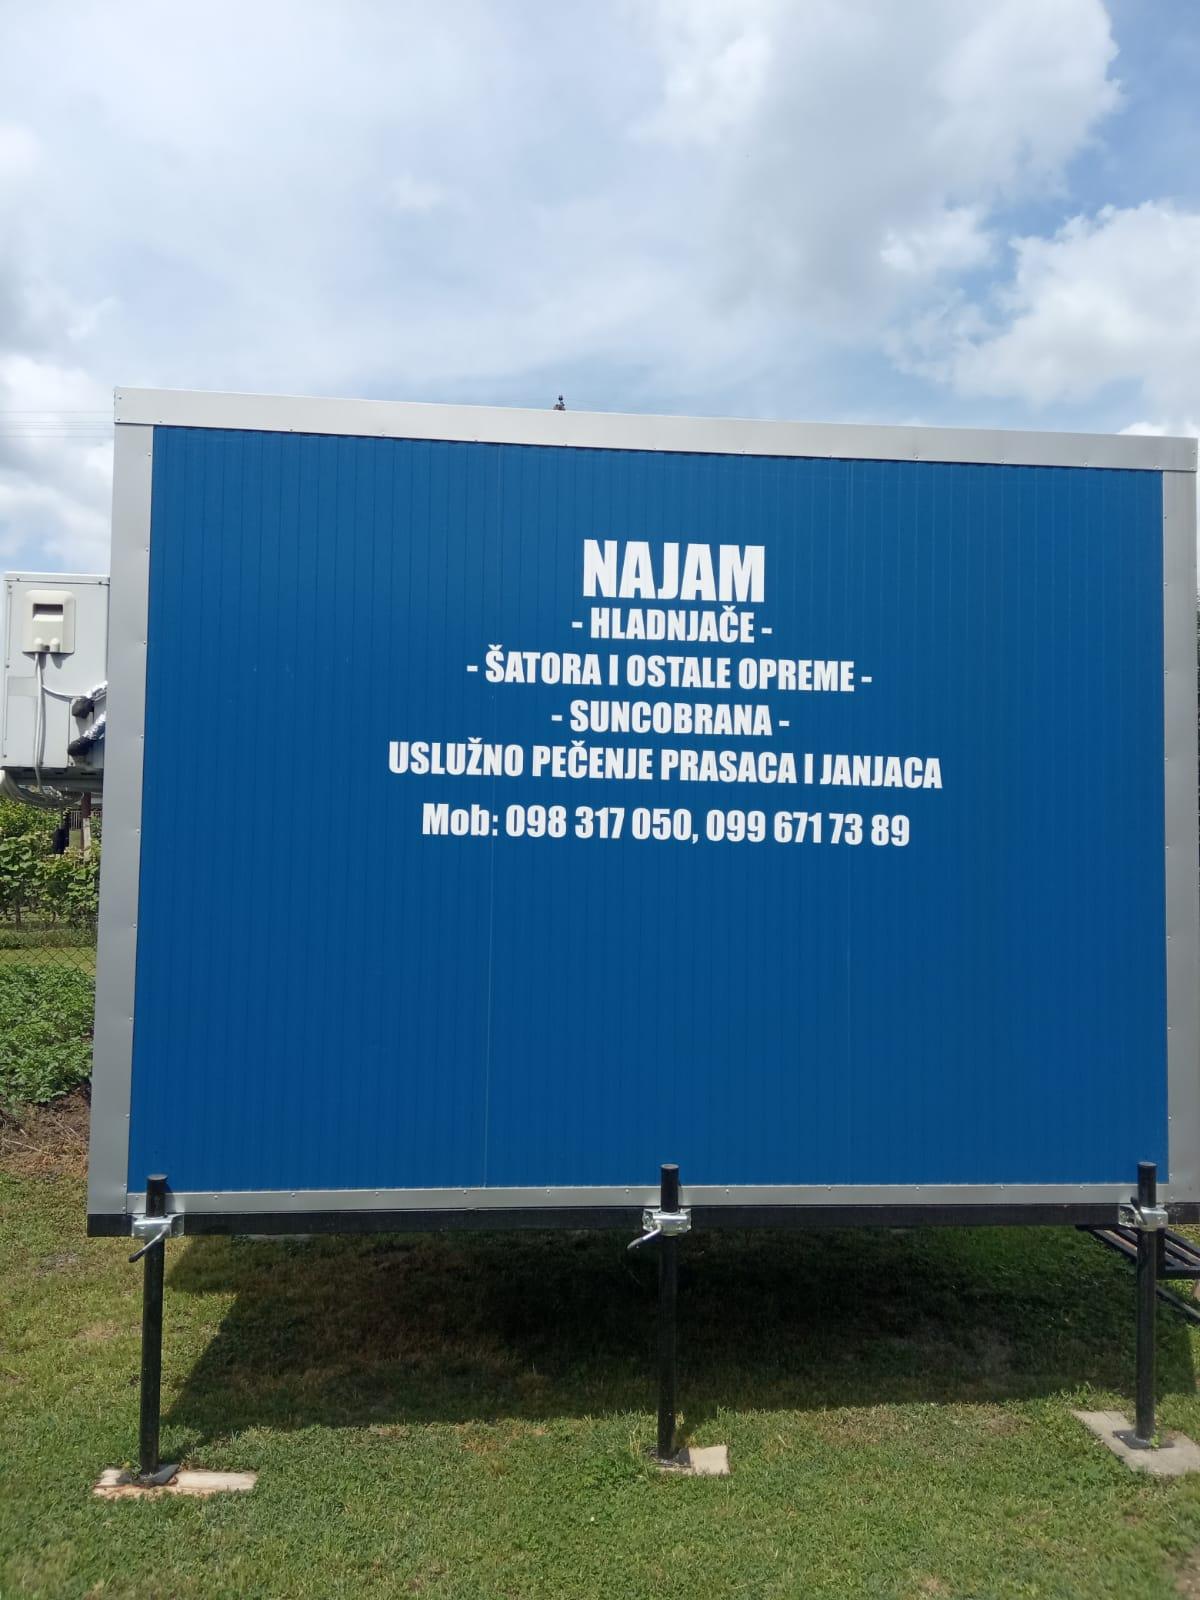 NAJAM
- HLADNJAČE -
- ŠATORA I OSTALE OPREME -
- SUNCOBRANA -
USLUŽNO PEČENJE PRASACA I JANJACA
Mob: 098 317 050, 099 671 73 89